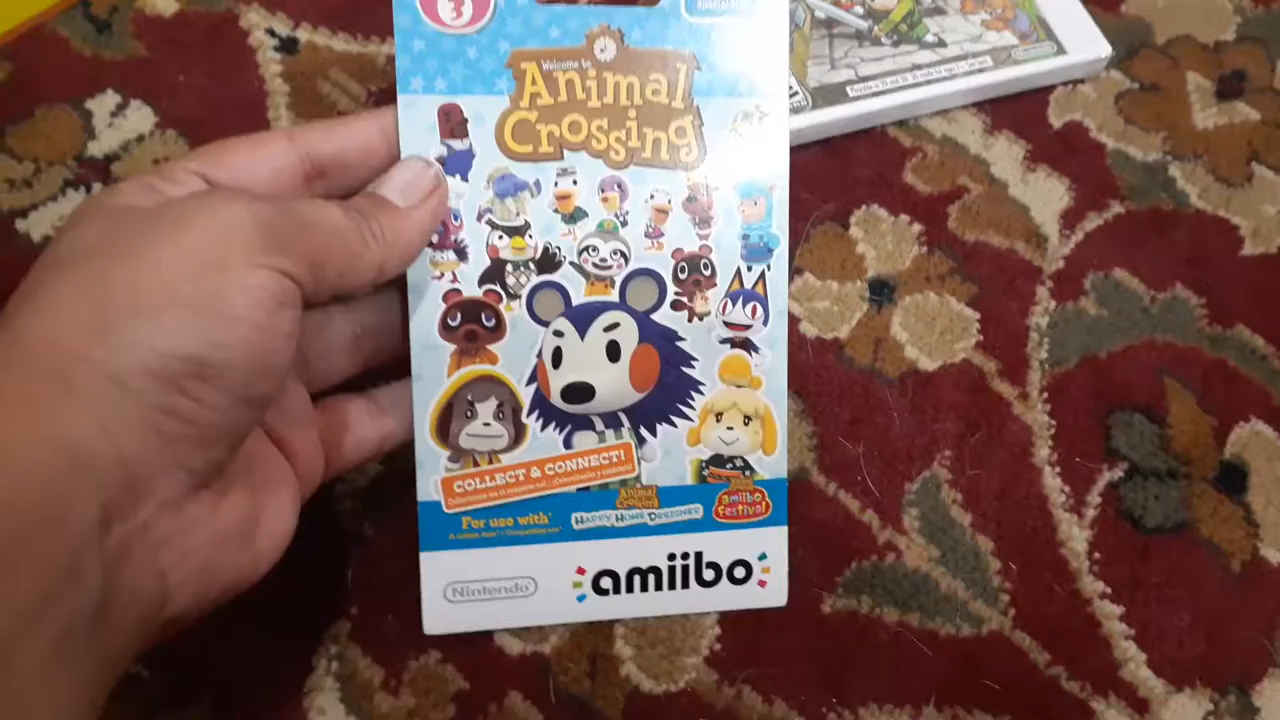 3
Special
Welcome to
Animal
Crossing
COLLECT & CONNECT!
For use with*
Animal
Crossing
HAPPY HOME DESIGNER
amiibo
festival
Nintendo
amiibo